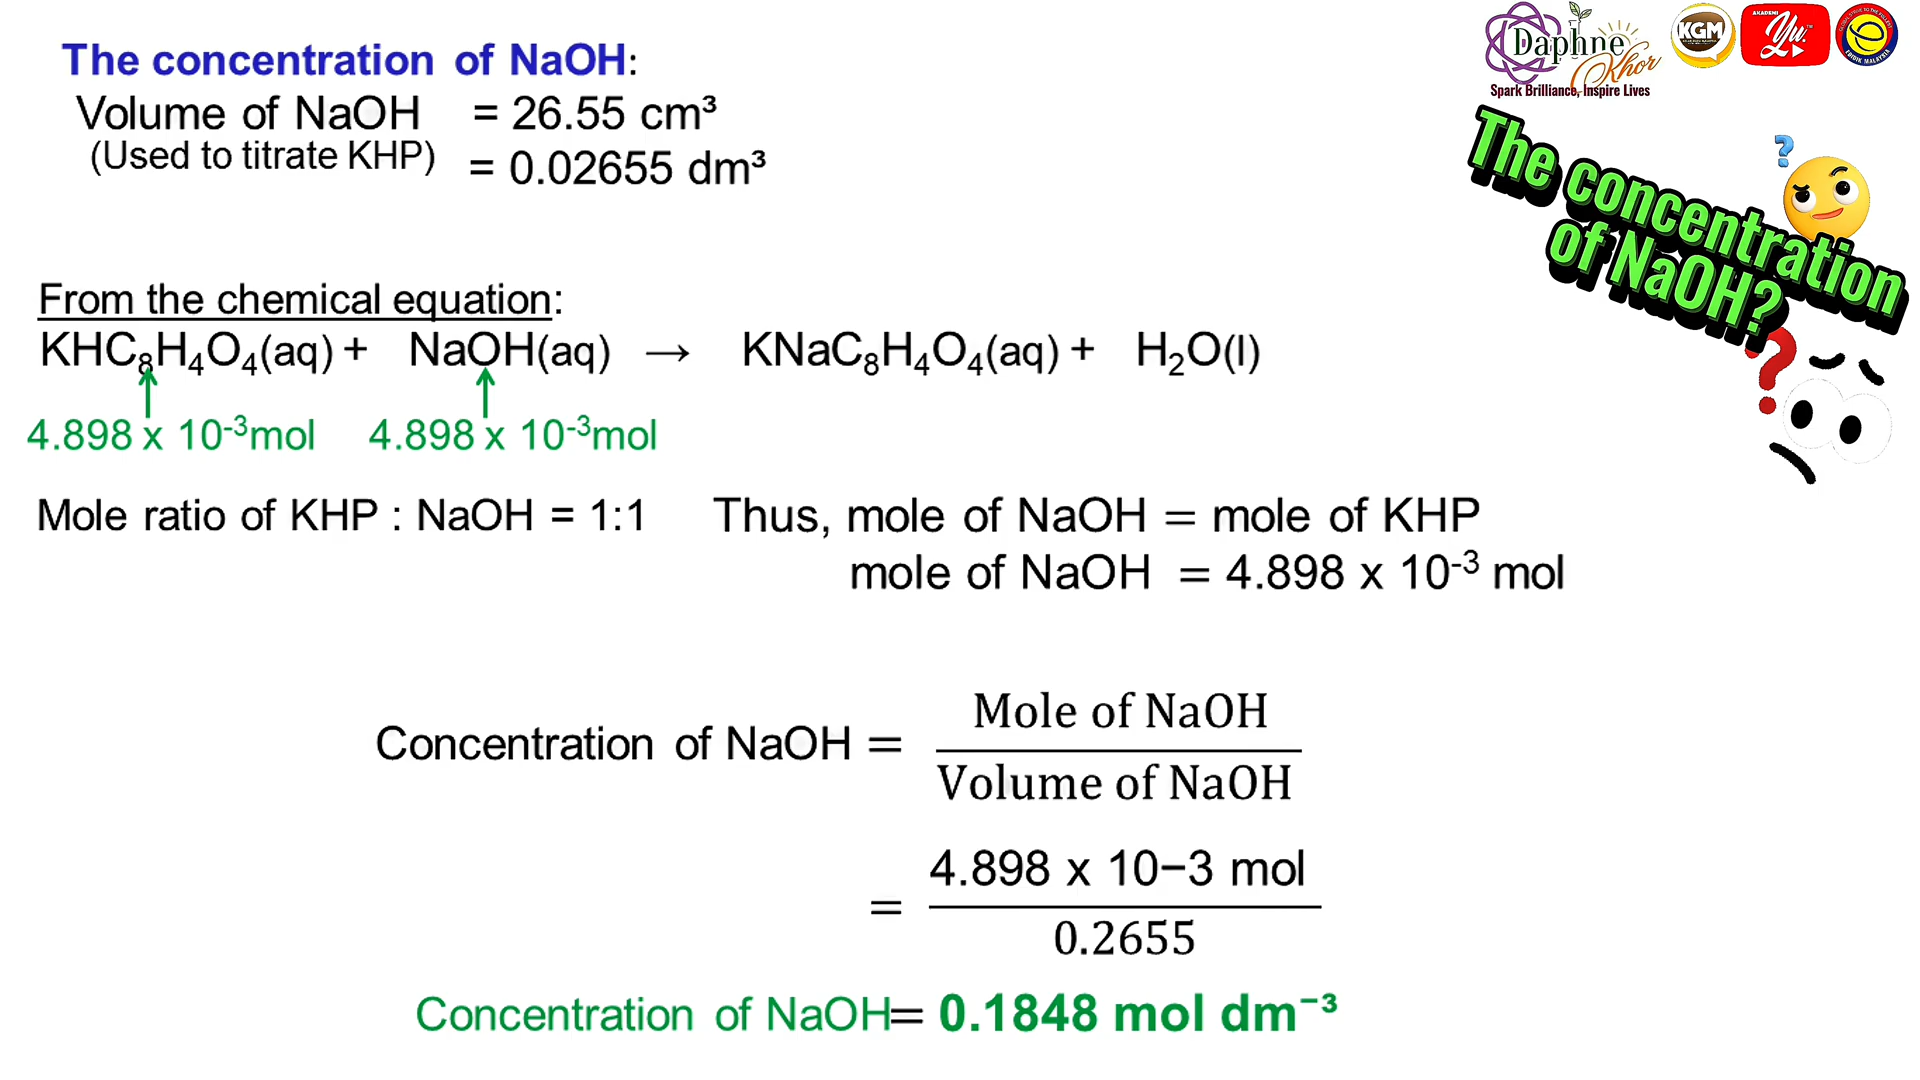 The concentration of NaOH:
Volume of NaOH = 26.55 cm³
(Used to titrate KHP) = 0.02655 dm³
From the chemical equation:
KHC₈H₄O₄(aq) + NaOH(aq) → KNaC₈H₄O₄(aq) + H₂O(l)
4.898 x 10⁻³mol 4.898 x 10⁻³mol
Mole ratio of KHP : NaOH = 1:1 Thus, mole of NaOH = mole of KHP
mole of NaOH = 4.898 x 10⁻³ mol
Concentration of NaOH =
Mole of NaOH
Volume of NaOH
=
4.898 x 10−3 mol
0.2655
Concentration of NaOH= 0.1848 mol dm⁻³
Daphne
Khor
Spark Brilliance, Inspire Lives
KGM
AKADEMI
Yu.
EDIDIK MALAYSIA
?
The concentration
of NaOH?
?